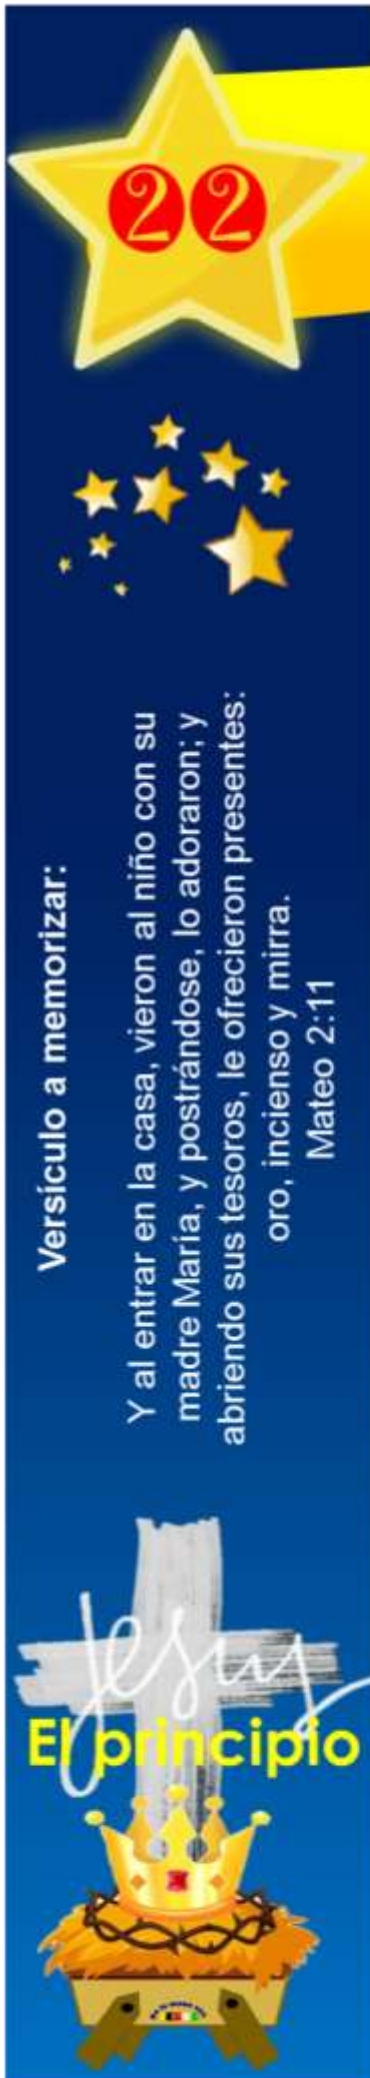 22
Versículo a memorizar:
Y al entrar en la casa, vieron al niño con su
madre María, y postrándose, lo adoraron; y
abriendo sus tesoros, le ofrecieron presentes:
oro, incienso y mirra.
Mateo 2:11
Jesus
El principio